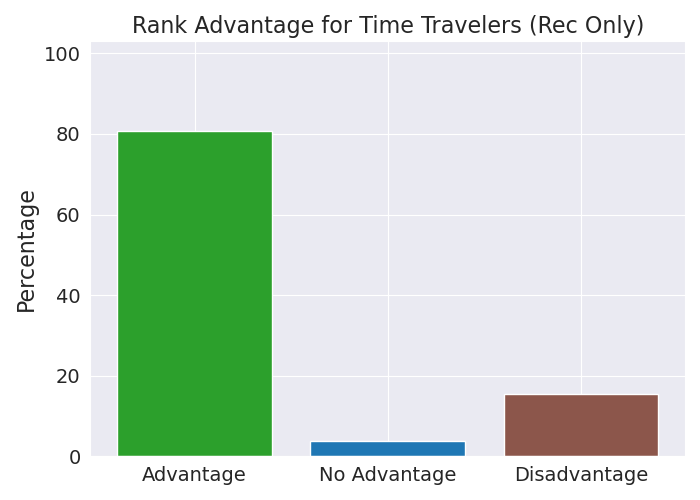 Rank Advantage for Time Travelers (Rec Only)
100
80
60
40
20
0
Percentage
Advantage
No Advantage
Disadvantage